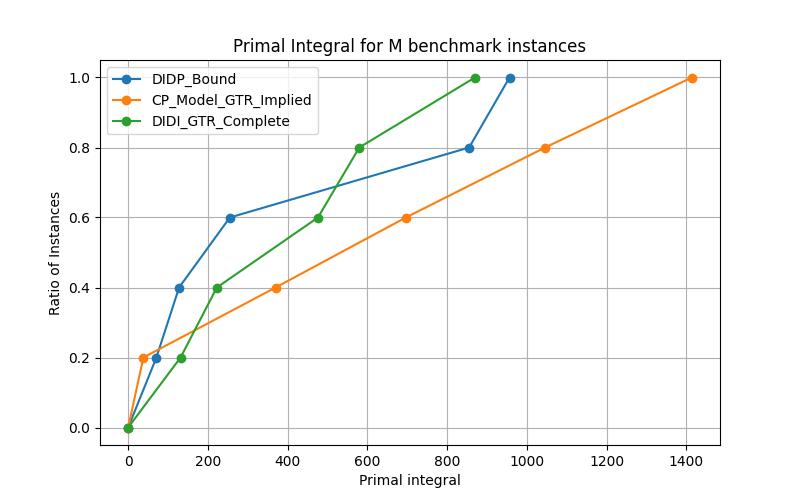 Primal Integral for M benchmark instances
DIDP_Bound
CP_Model_GTR_Implied
DIDI_GTR_Complete
Ratio of Instances
1.0
0.8
0.6
0.4
0.2
0.0
0 200 400 600 800 1000 1200 1400
Primal integral